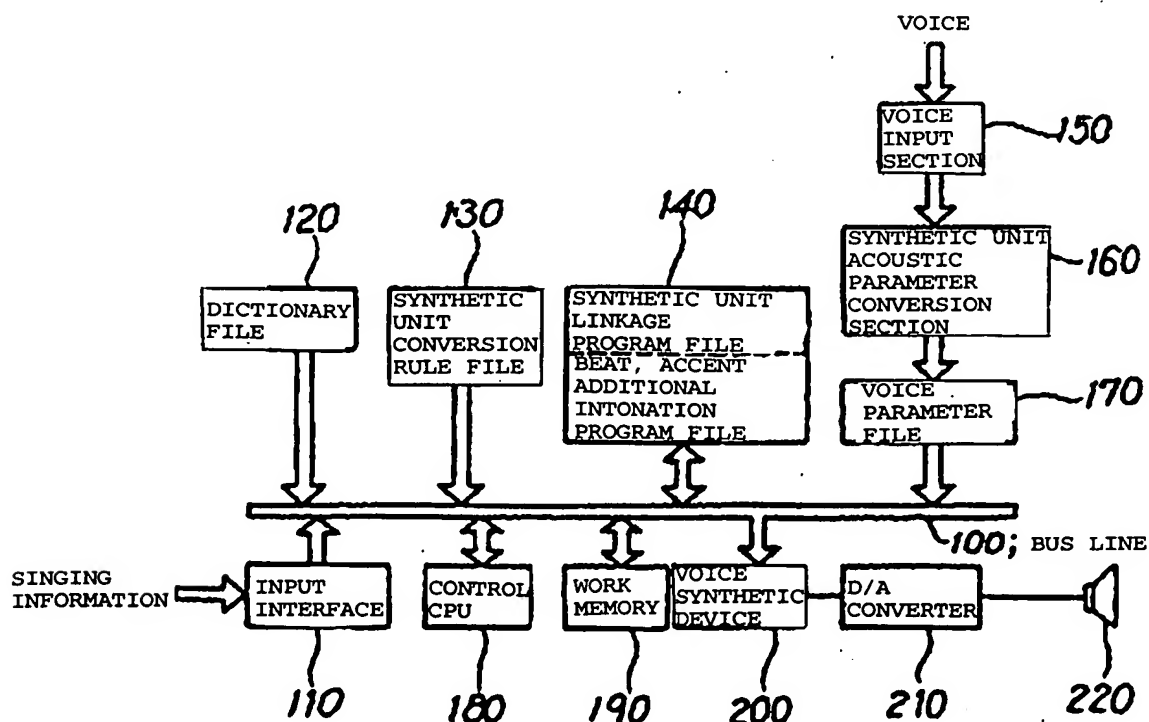 VOICE
VOICE
INPUT
SECTION
150
120
130
140
SYNTHETIC UNIT
ACOUSTIC
PARAMETER
CONVERSION
SECTION
160
DICTIONARY
FILE
SYNTHETIC
UNIT
CONVERSION
RULE FILE
SYNTHETIC UNIT
LINKAGE
PROGRAM FILE
BEAT, ACCENT
ADDITIONAL
INTONATION
PROGRAM FILE
VOICE
PARAMETER
FILE
170
100; BUS LINE
SINGING
INFORMATION
INPUT
INTERFACE
CONTROL
CPU
WORK
MEMORY
VOICE
SYNTHETIC
DEVICE
D/A
CONVERTER
110
180
190
200
210
220